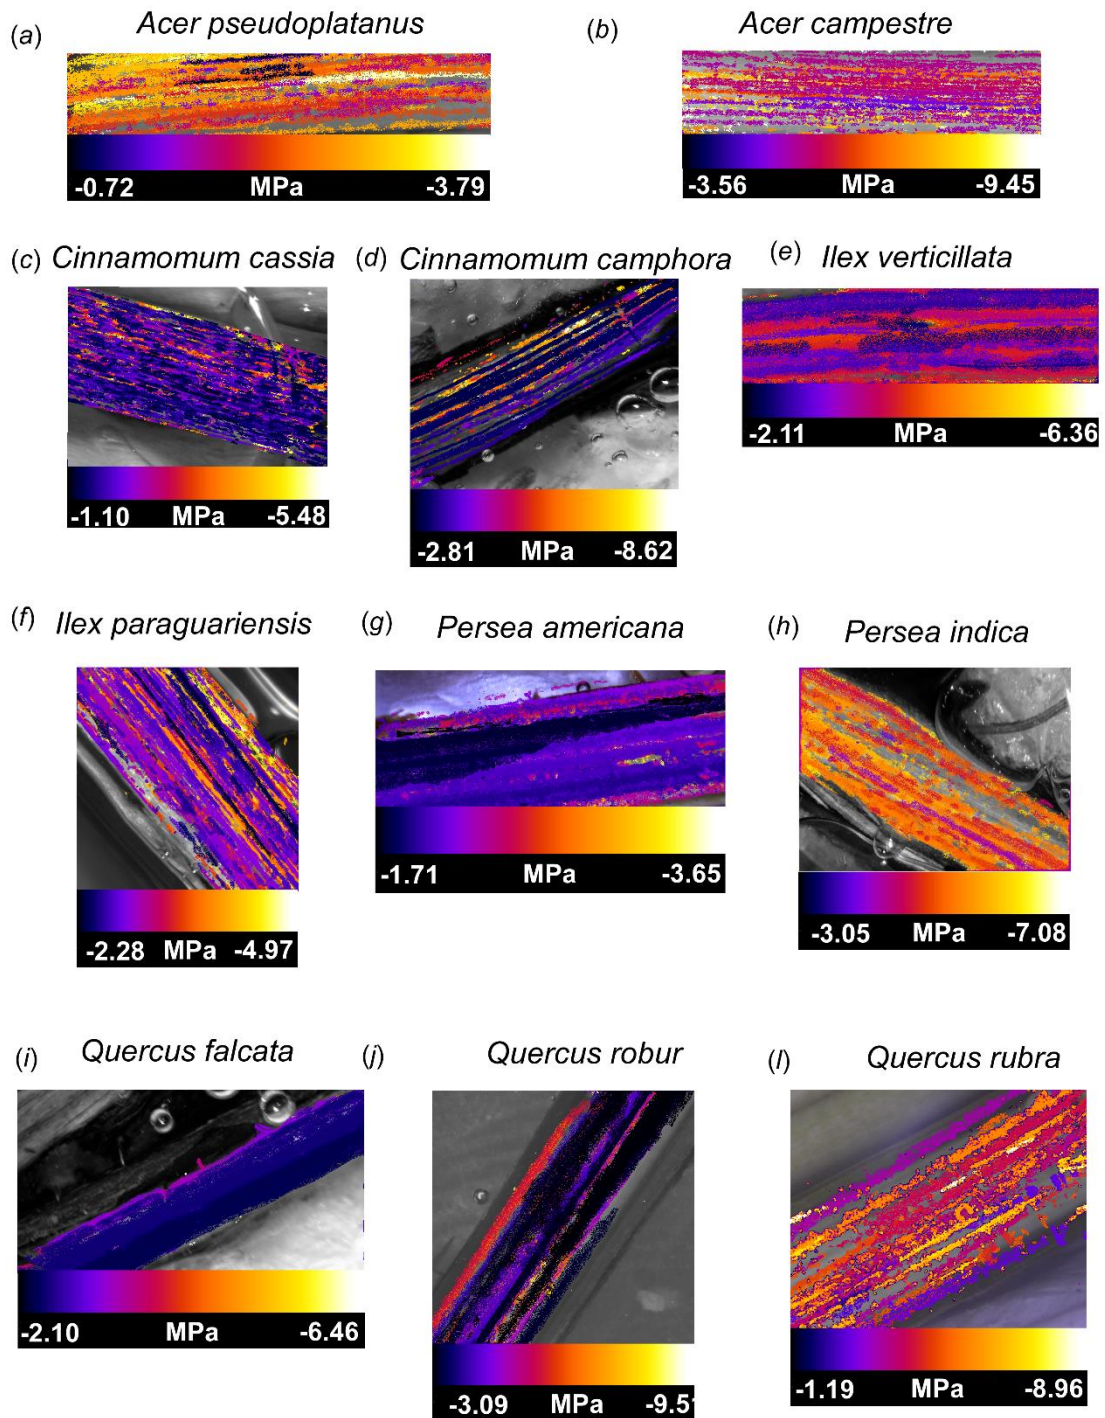 (a) Acer pseudoplatanus
(b) Acer campestre
-0.72 MPa -3.79
-3.56 MPa -9.45
(c) Cinnamomum cassia
(d) Cinnamomum camphora
(e) Ilex verticillata
-1.10 MPa -5.48
-2.81 MPa -8.62
-2.11 MPa -6.36
(f) Ilex paraguariensis
(g) Persea americana
(h) Persea indica
-2.28 MPa -4.97
-1.71 MPa -3.65
-3.05 MPa -7.08
(i) Quercus falcata
(j) Quercus robur
(l) Quercus rubra
-2.10 MPa -6.46
-3.09 MPa -9.51
-1.19 MPa -8.96